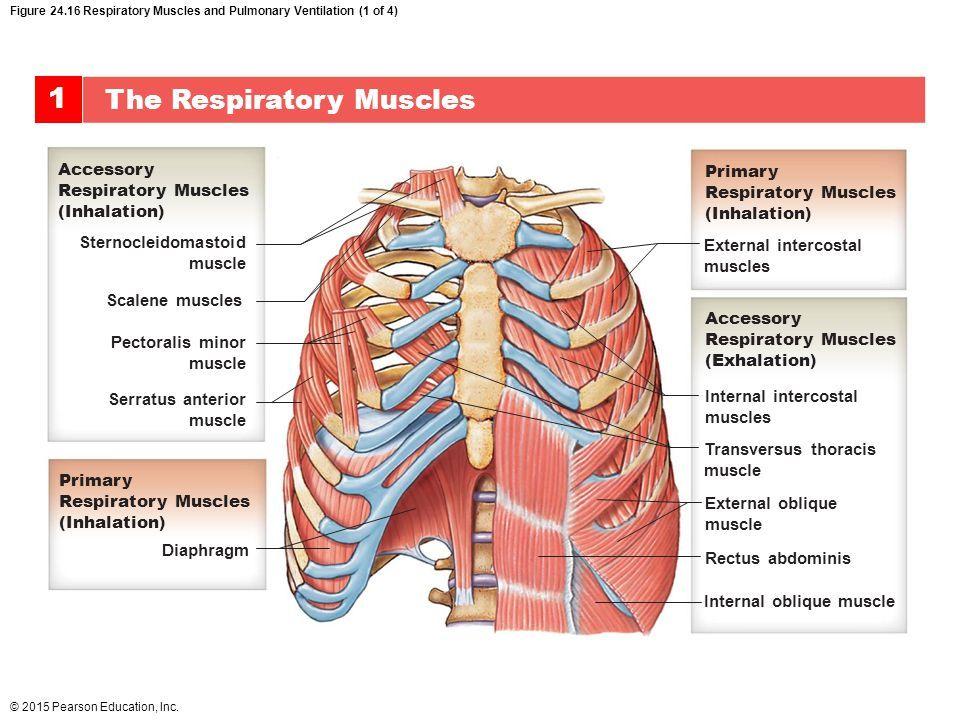 Figure 24.16 Respiratory Muscles and Pulmonary Ventilation (1 of 4)
1
The Respiratory Muscles
Accessory
Respiratory Muscles
(Inhalation)
Sternocleidomastoid
muscle
Scalene muscles
Pectoralis minor
muscle
Serratus anterior
muscle
Primary
Respiratory Muscles
(Inhalation)
Diaphragm
Primary
Respiratory Muscles
(Inhalation)
External intercostal
muscles
Accessory
Respiratory Muscles
(Exhalation)
Internal intercostal
muscles
Transversus thoracis
muscle
External oblique
muscle
Rectus abdominis
Internal oblique muscle
© 2015 Pearson Education, Inc.